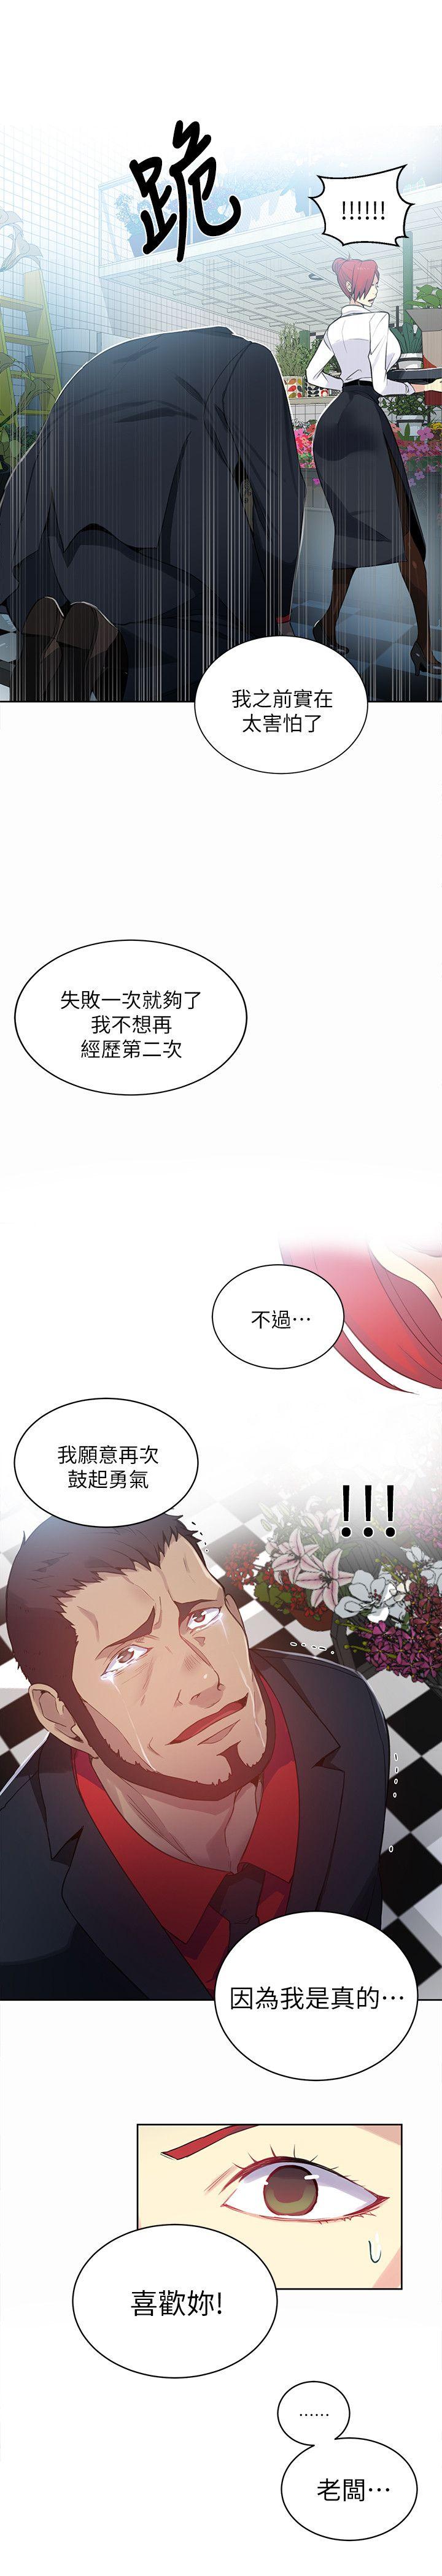 跪
!!!!!!
我之前實在
太害怕了
失敗一次就夠了
我不想再
經歷第二次
不過…
我願意再次
鼓起勇氣
!!!
因為我是真的…
喜歡妳!
……
老闆…